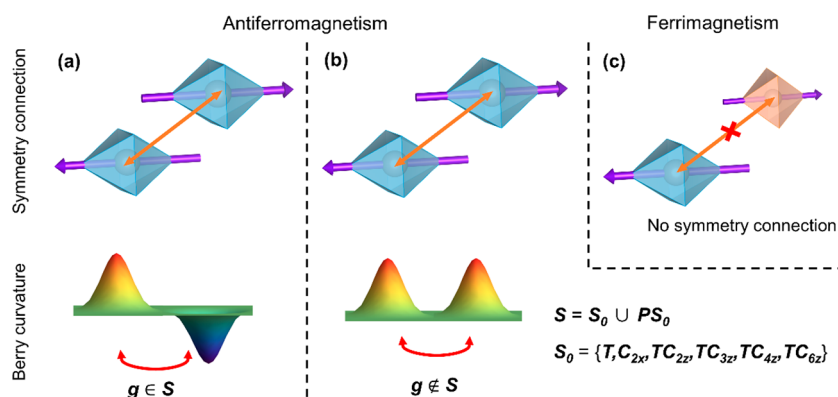 Antiferromagnetism
Ferrimagnetism
Symmetry connection
(a)
(b)
(c)
No symmetry connection
Berry curvature
g ∈ S
g ∉ S
S = S₀ ∪ PS₀
S₀ = {T,C₂ₓ,TC₂z,TC₃z,TC₄z,TC₆z}